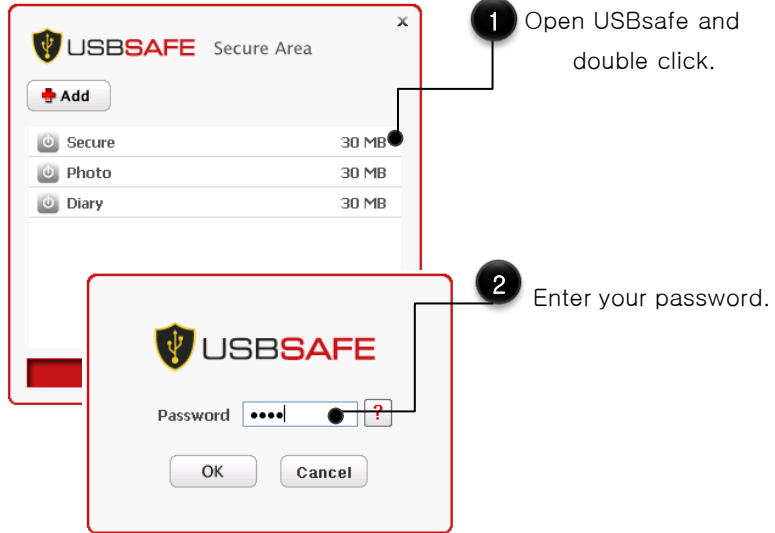 USBSAFE Secure Area x
Add
Secure 30 MB
Photo 30 MB
Diary 30 MB
1 Open USBsafe and
double click.
USBSAFE
Password ●●●● ?
OK Cancel
2 Enter your password.